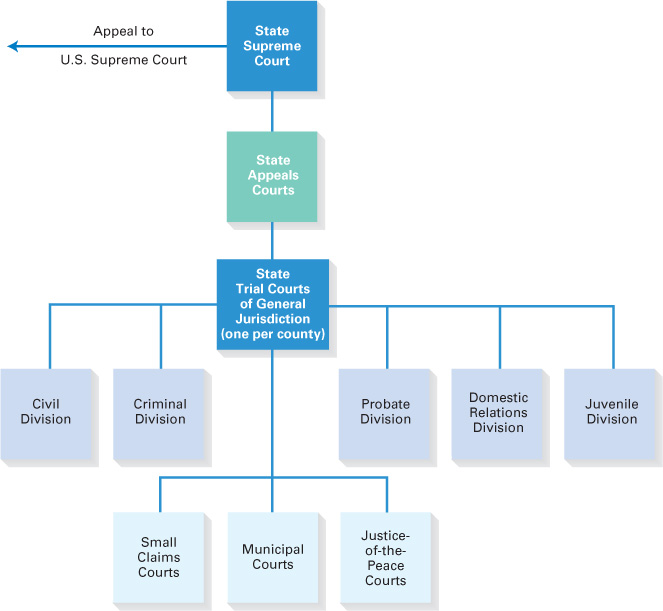 Appeal to
U.S. Supreme Court
State
Supreme
Court
State
Appeals
Courts
State
Trial Courts
of General
Jurisdiction
(one per county)
Civil
Division
Criminal
Division
Probate
Division
Domestic
Relations
Division
Juvenile
Division
Small
Claims
Courts
Municipal
Courts
Justice-
of-the-
Peace
Courts